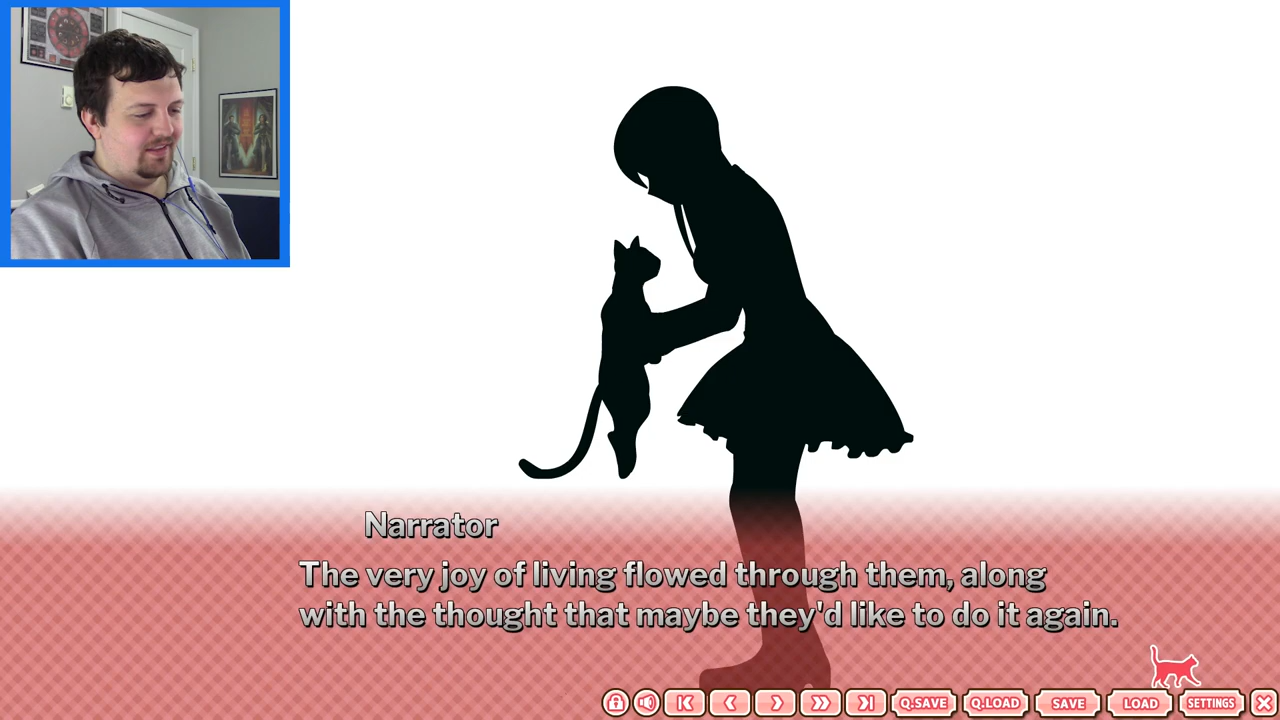 Narrator
The very joy of living flowed through them, along
with the thought that maybe they'd like to do it again.
Q.SAVE Q.LOAD SAVE LOAD SETTINGS